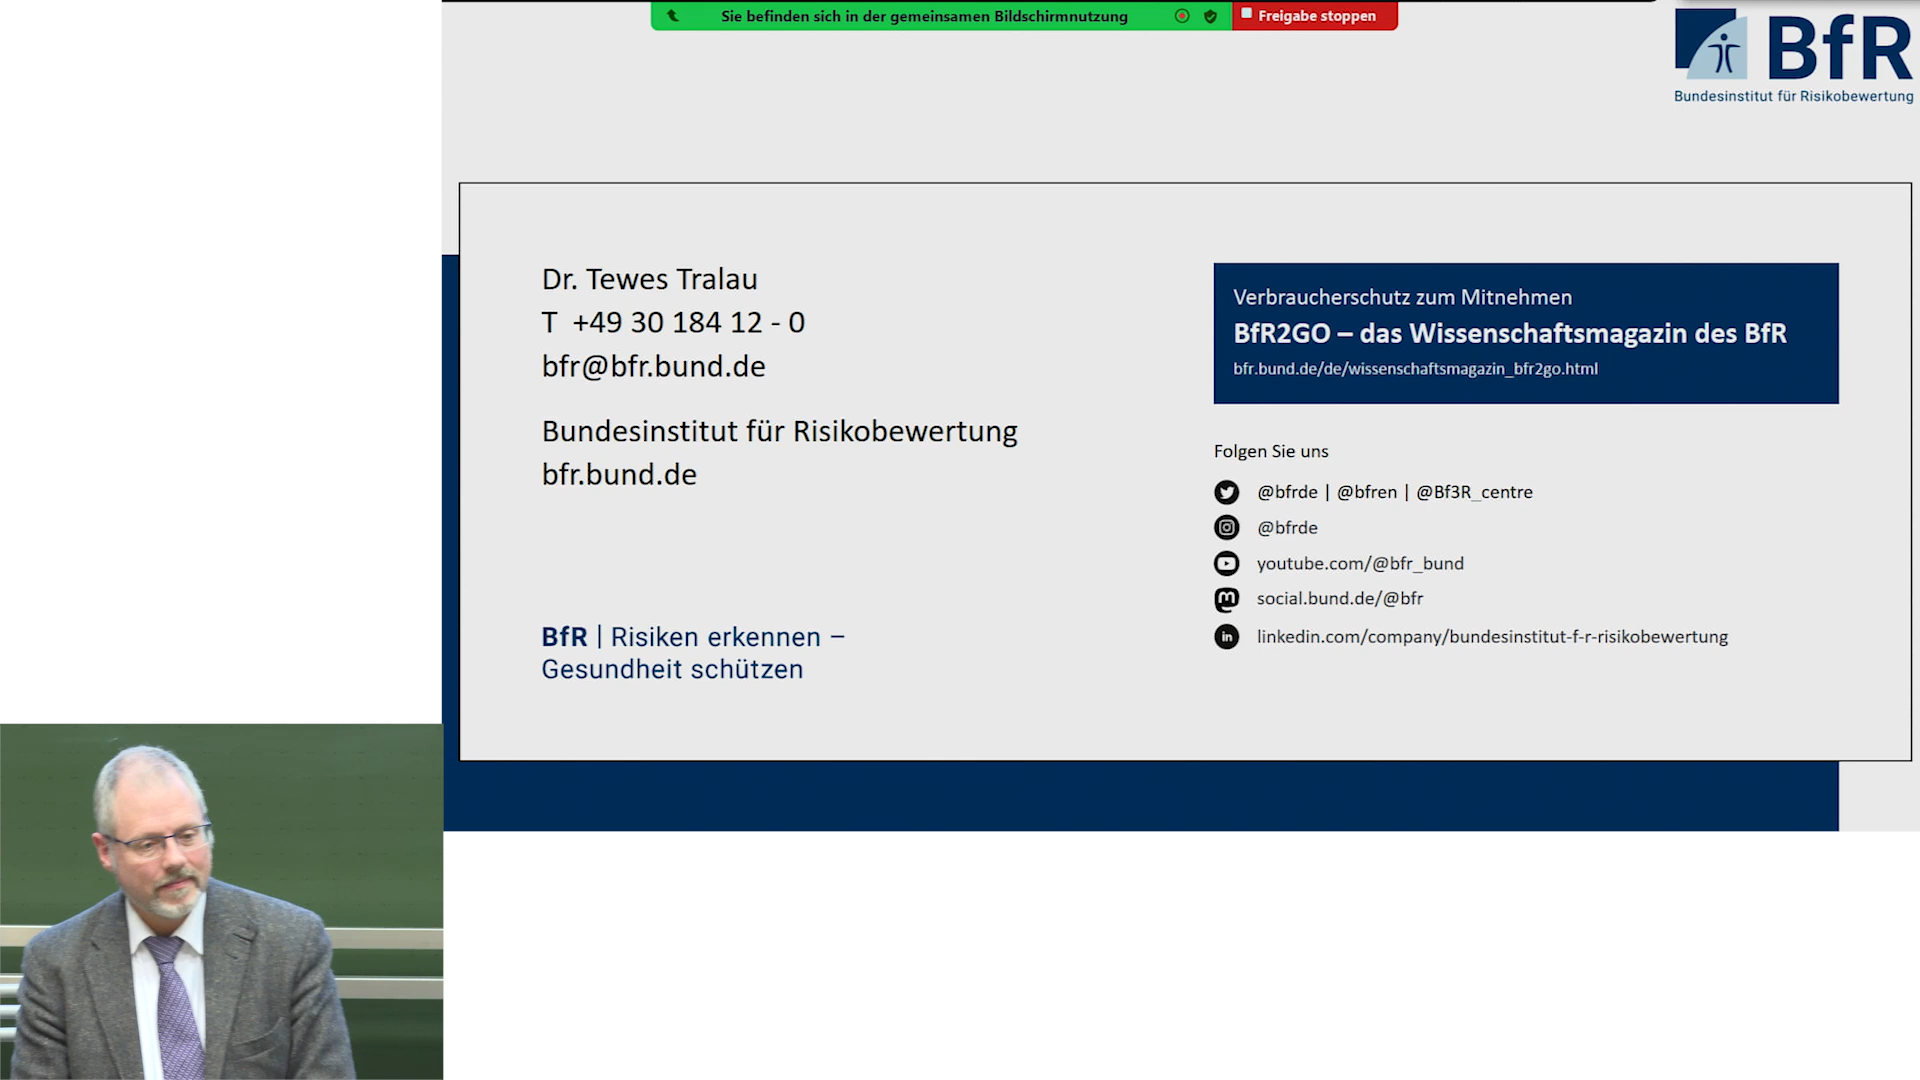 Sie befinden sich in der gemeinsamen Bildschirmnutzung
Freigabe stoppen
BfR
Bundesinstitut für Risikobewertung
Dr. Tewes Tralau
T +49 30 184 12 - 0
bfr@bfr.bund.de
Bundesinstitut für Risikobewertung
bfr.bund.de
BfR | Risiken erkennen –
Gesundheit schützen
Verbraucherschutz zum Mitnehmen
BfR2GO – das Wissenschaftsmagazin des BfR
bfr.bund.de/de/wissenschaftsmagazin_bfr2go.html
Folgen Sie uns
@bfrde | @bfren | @Bf3R_centre
@bfrde
youtube.com/@bfr_bund
social.bund.de/@bfr
linkedin.com/company/bundesinstitut-f-r-risikobewertung